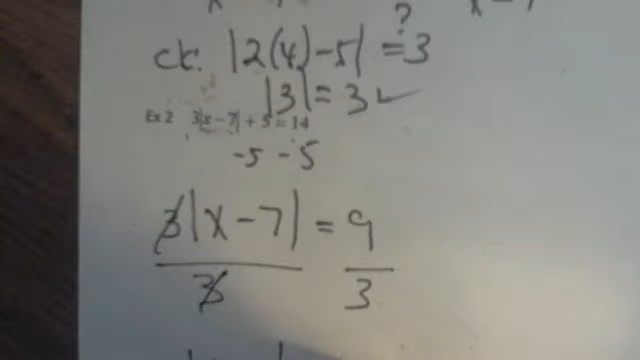 ck. |2(4)-5| ≟ 3
|3| = 3 ✓
Ex 2 3|x – 7| + 5 = 14
-5 -5
3|x-7| = 9
3 3